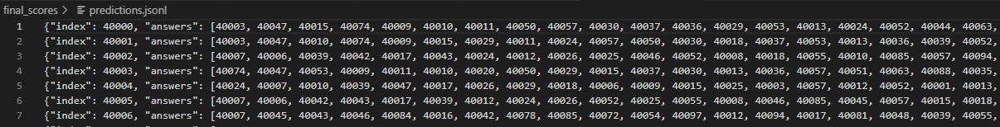 final_scores > predictions.jsonl
1 {"index": 40000, "answers": [40003, 40047, 40015, 40074, 40009, 40010, 40011, 40050, 40057, 40030, 40037, 40036, 40029, 40053, 40013, 40024, 40052, 40044, 40063,
2 {"index": 40001, "answers": [40003, 40047, 40010, 40074, 40009, 40015, 40029, 40011, 40024, 40057, 40050, 40030, 40018, 40037, 40053, 40013, 40036, 40039, 40052,
3 {"index": 40002, "answers": [40007, 40006, 40039, 40042, 40017, 40043, 40024, 40012, 40026, 40025, 40046, 40052, 40008, 40018, 40055, 40010, 40085, 40057, 40094,
4 {"index": 40003, "answers": [40074, 40047, 40053, 40009, 40011, 40010, 40020, 40050, 40029, 40015, 40037, 40030, 40013, 40036, 40057, 40051, 40063, 40088, 40035,
5 {"index": 40004, "answers": [40024, 40007, 40010, 40039, 40047, 40017, 40026, 40029, 40018, 40006, 40009, 40015, 40025, 40003, 40057, 40012, 40052, 40001, 40013,
6 {"index": 40005, "answers": [40007, 40006, 40042, 40043, 40017, 40039, 40012, 40024, 40026, 40052, 40025, 40055, 40008, 40046, 40085, 40045, 40057, 40015, 40018,
7 {"index": 40006, "answers": [40007, 40045, 40043, 40046, 40084, 40016, 40042, 40078, 40085, 40072, 40054, 40097, 40012, 40094, 40017, 40081, 40048, 40039, 40055,